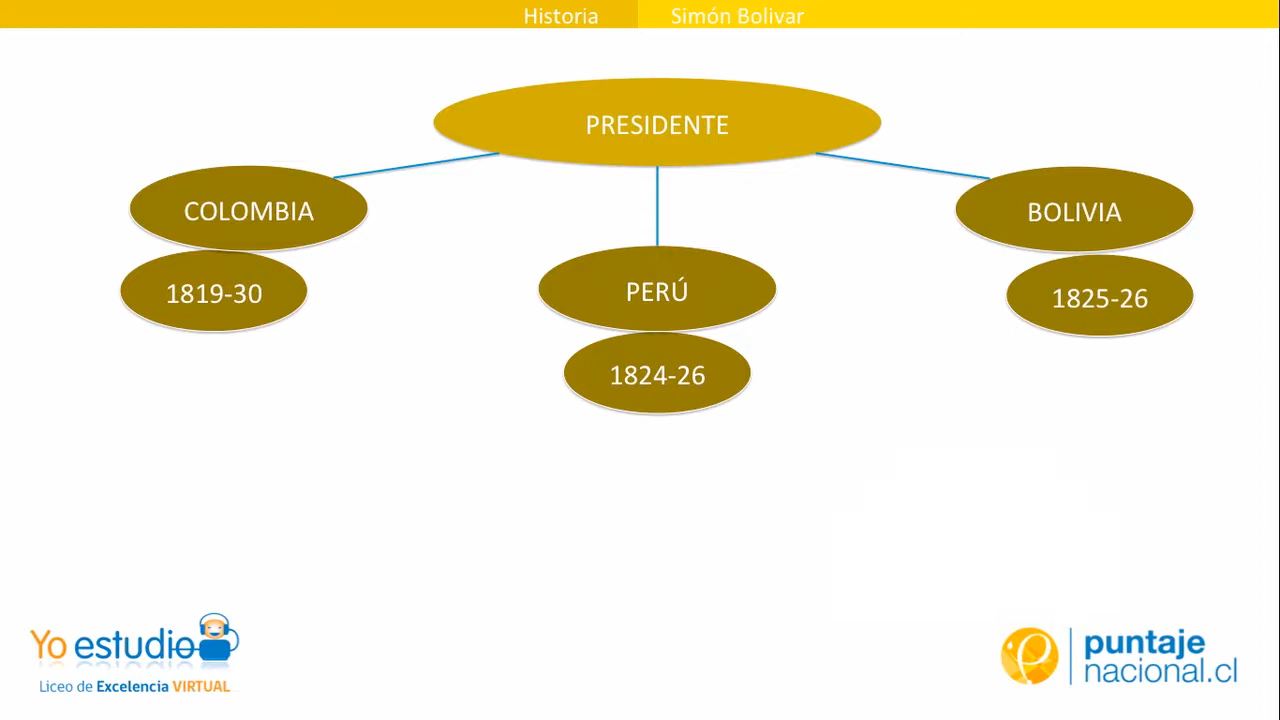 Historia
Simón Bolivar
PRESIDENTE
COLOMBIA
1819-30
PERÚ
1824-26
BOLIVIA
1825-26
Yo estudio
Liceo de Excelencia VIRTUAL
puntaje
nacional.cl